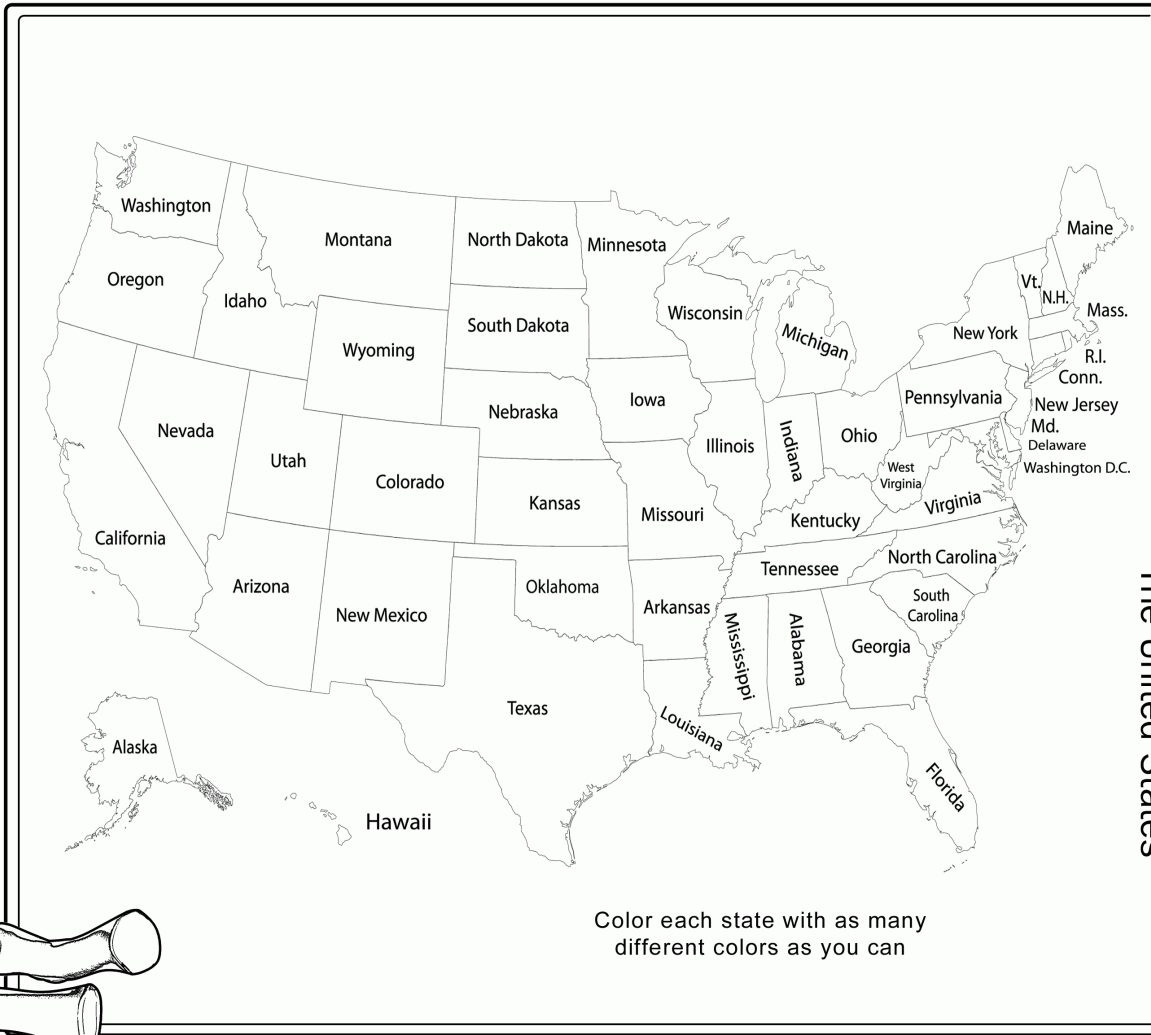 Washington
Oregon
Idaho
Montana
North Dakota
Minnesota
South Dakota
Wyoming
Wisconsin
Michigan
Maine
Vt.
N.H.
Mass.
New York
R.I.
Conn.
Nebraska
Iowa
Pennsylvania
New Jersey
Md.
Delaware
Washington D.C.
Nevada
Utah
Colorado
Kansas
Missouri
Illinois
Indiana
Ohio
West
Virginia
Virginia
Kentucky
California
Arizona
New Mexico
Oklahoma
Arkansas
Tennessee
North Carolina
South
Carolina
Mississippi
Alabama
Georgia
Texas
Louisiana
Florida
Alaska
Hawaii
The United States
Color each state with as many
different colors as you can